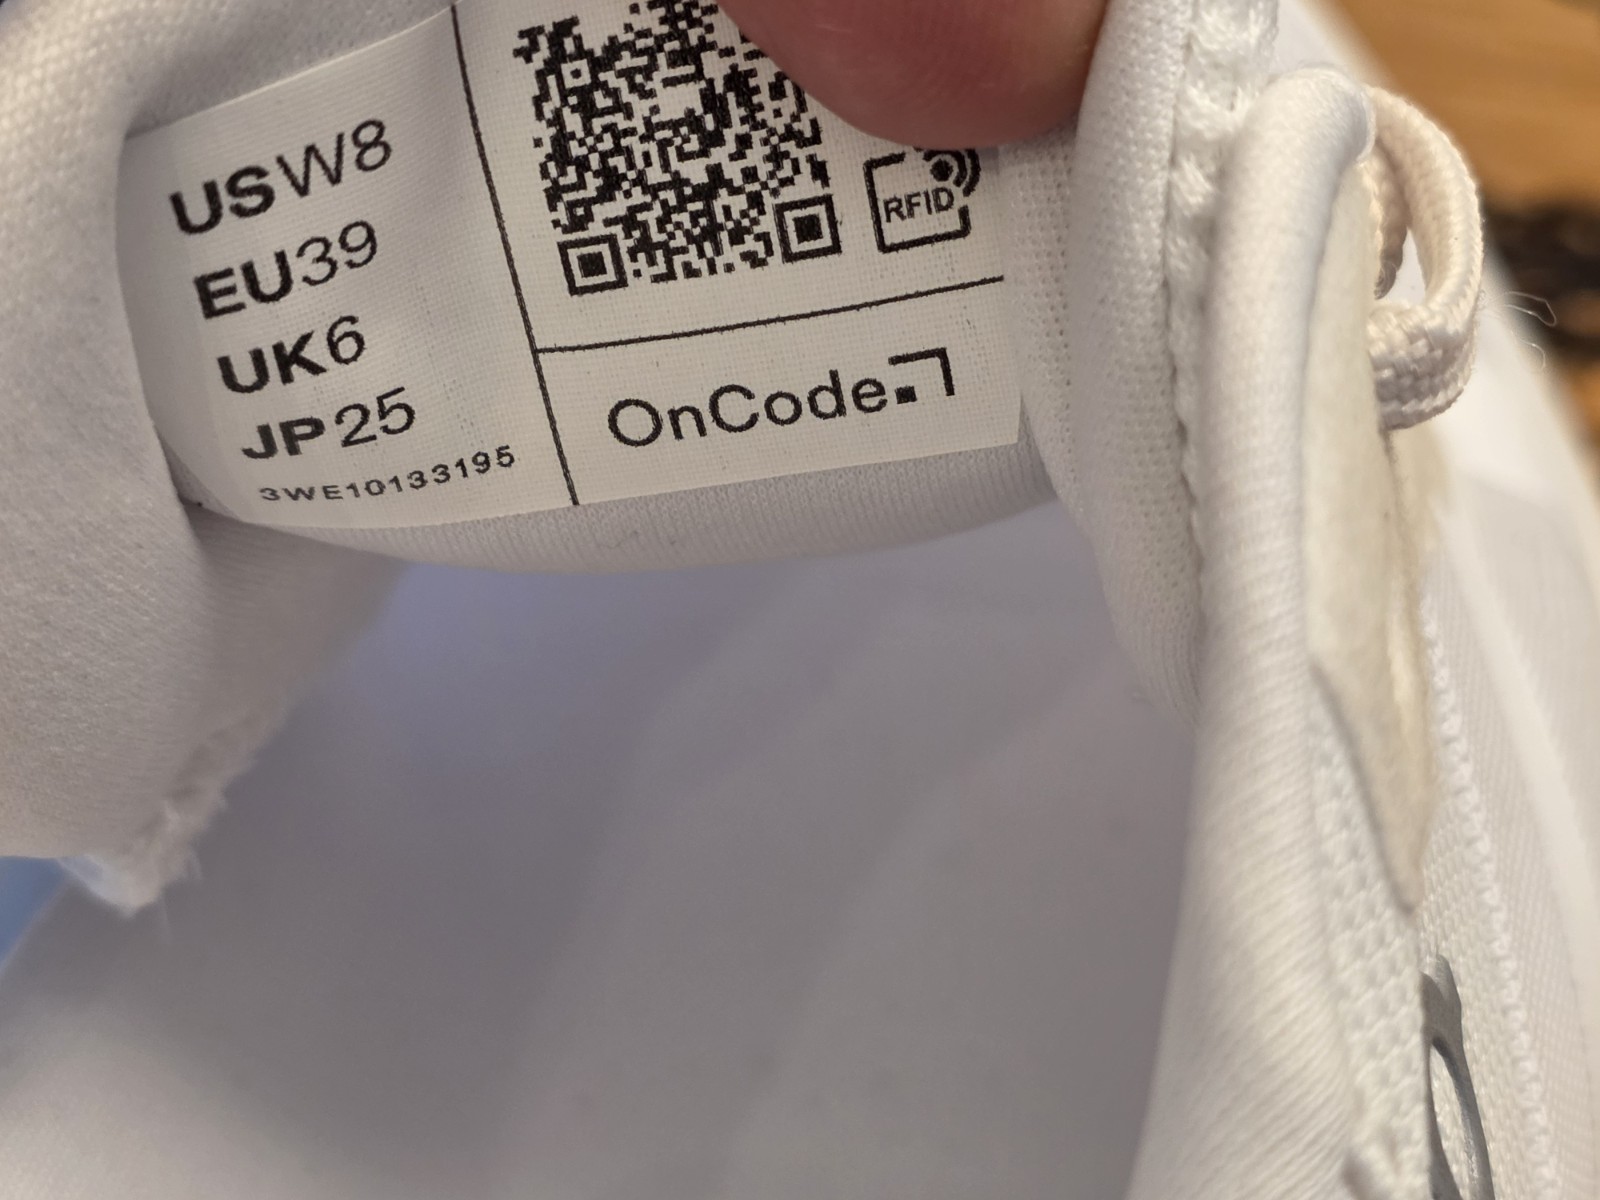 USW8
EU39
UK6
JP25
3WE10133195
RFID
OnCode